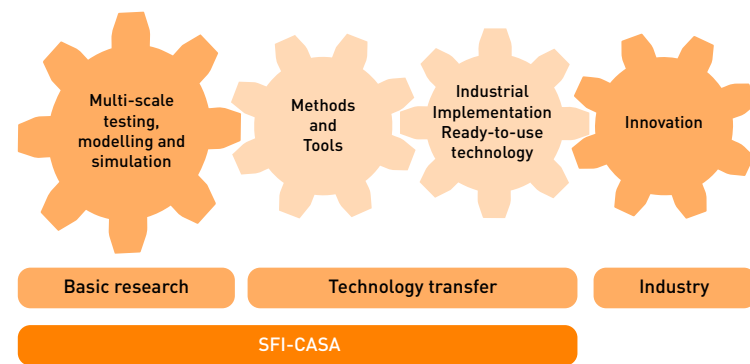 Multi-scale
testing,
modelling and
simulation
Methods
and
Tools
Industrial
Implementation
Ready-to-use
technology
Innovation
Basic research
Technology transfer
Industry
SFI-CASA